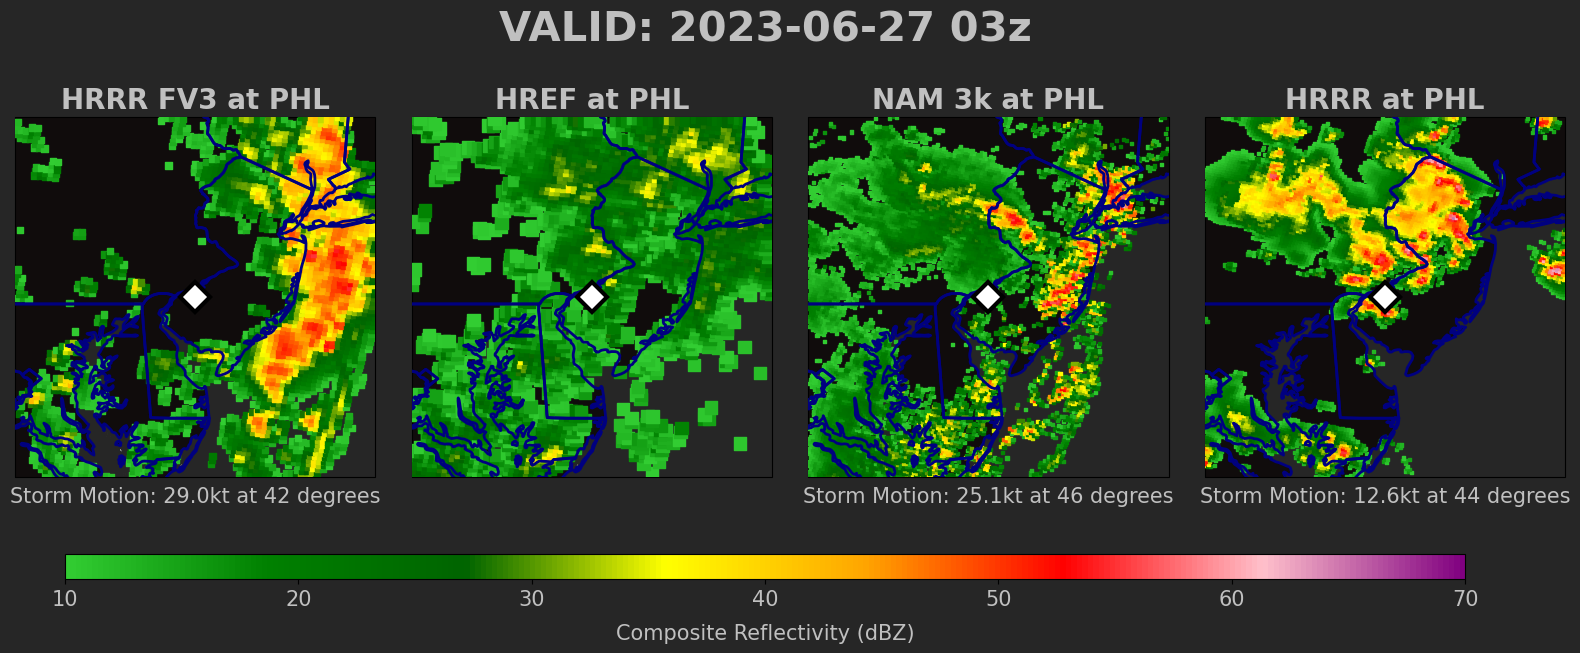 VALID: 2023-06-27 03z
HRRR FV3 at PHL
HREF at PHL
NAM 3k at PHL
HRRR at PHL
Storm Motion: 29.0kt at 42 degrees
Storm Motion: 25.1kt at 46 degrees
Storm Motion: 12.6kt at 44 degrees
10 20 30 40 50 60 70
Composite Reflectivity (dBZ)